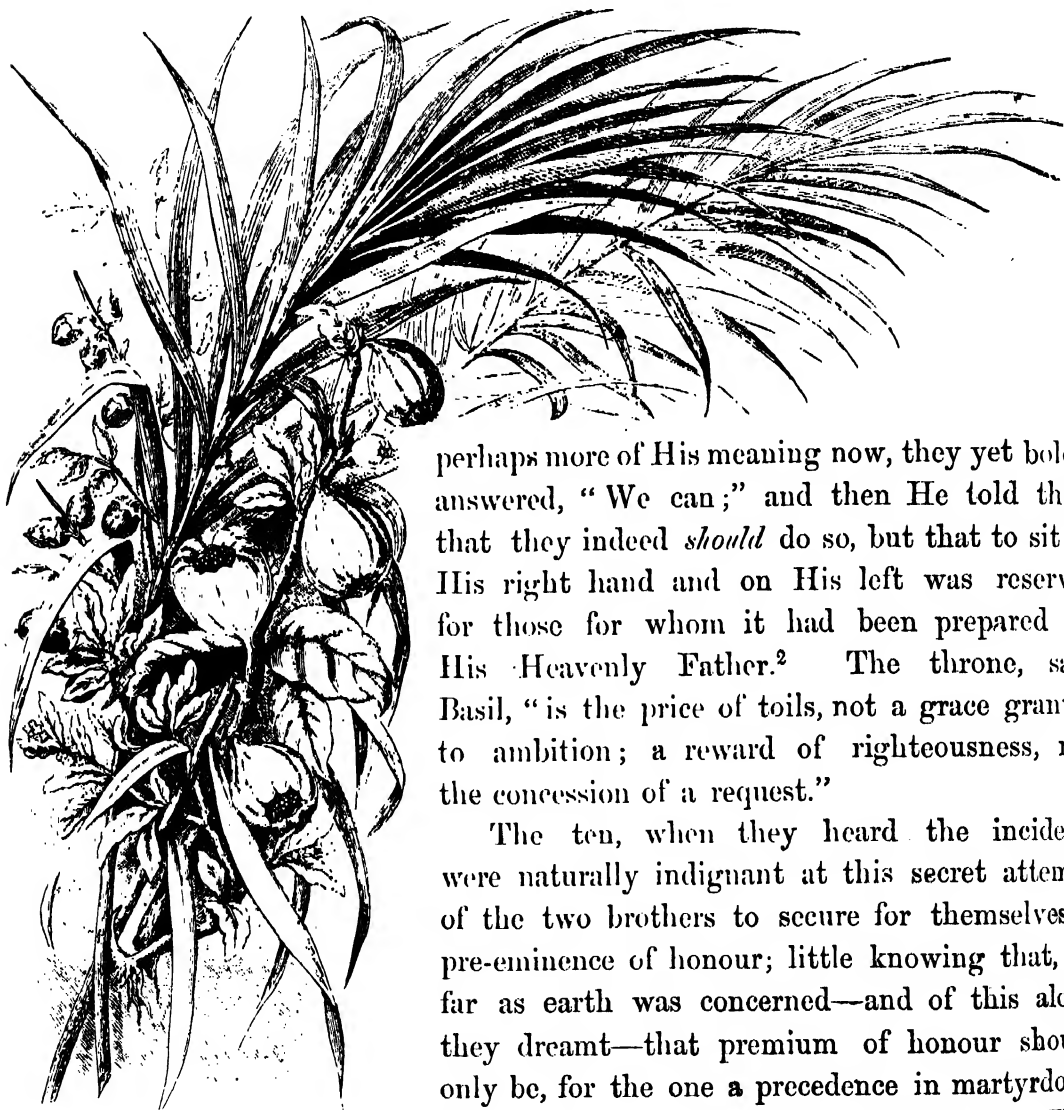 perhaps more of His meaning now, they yet bol
answered, “ We can ;” and then He told th
that they indeed should do so, but that to sit
His right hand and on His left was reserv
for those for whom it had been prepared
His Heavenly Father.² The throne, sa
Basil, “ is the price of toils, not a grace gran
to ambition ; a reward of righteousness, n
the concession of a request.”
The ten, when they heard the incide
were naturally indignant at this secret attem
of the two brothers to secure for themselves
pre-eminence of honour; little knowing that,
far as earth was concerned—and of this alo
they dreamt—that premium of honour shou
only be, for the one a precedence in martyrdo